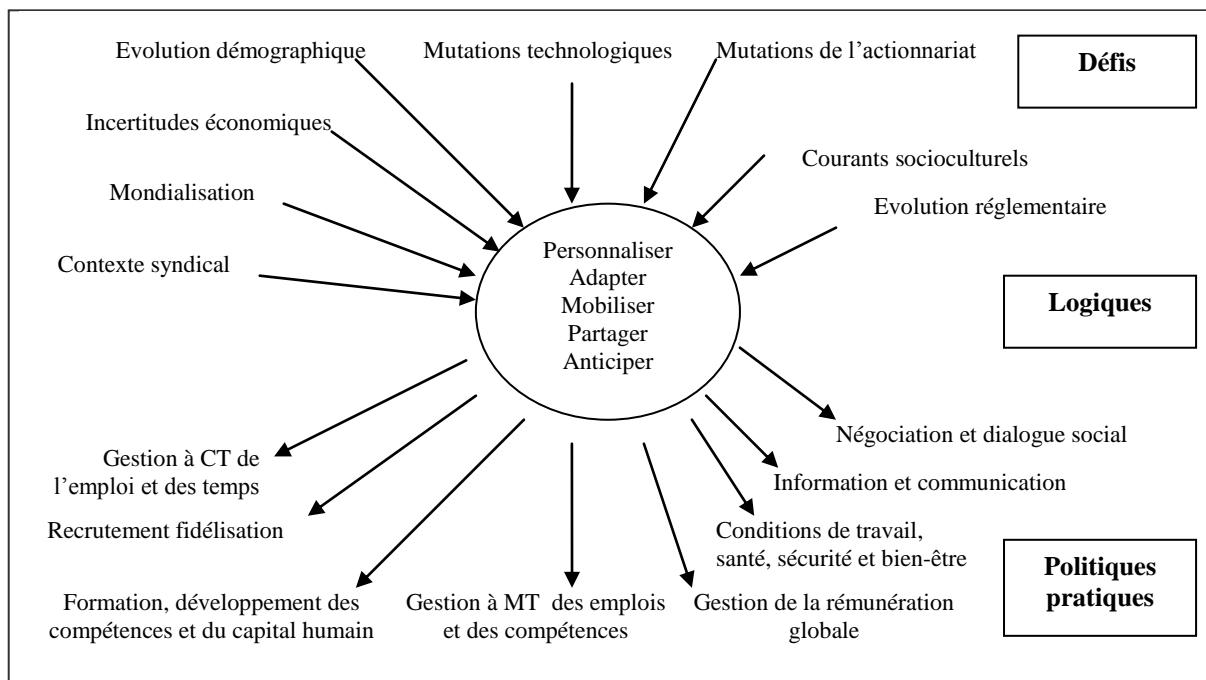 Evolution démographique
Mutations technologiques
Mutations de l’actionnariat
Défis
Incertitudes économiques
Courants socioculturels
Mondialisation
Evolution réglementaire
Contexte syndical
Personnaliser
Adapter
Mobiliser
Partager
Anticiper
Logiques
Gestion à CT de
l’emploi et des temps
Négociation et dialogue social
Information et communication
Recrutement fidélisation
Conditions de travail,
santé, sécurité et bien-être
Politiques
pratiques
Formation, développement des
compétences et du capital humain
Gestion à MT des emplois
et des compétences
Gestion de la rémunération
globale